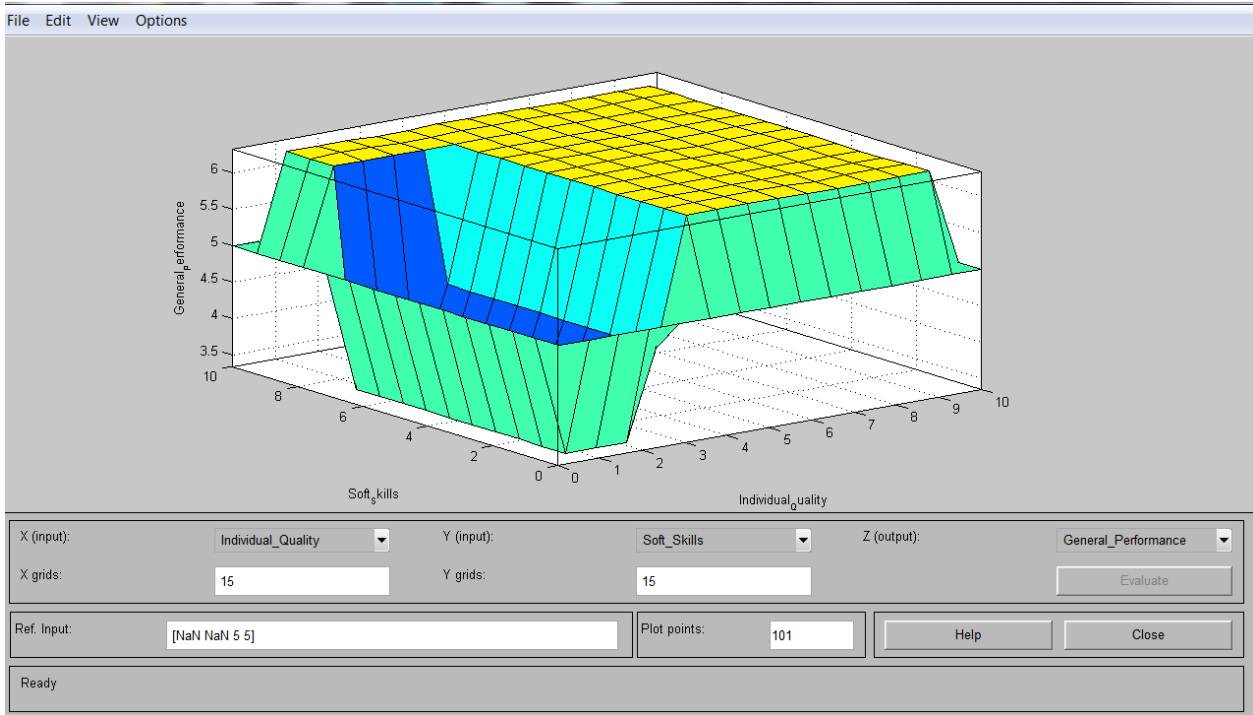 File Edit View Options
6
5.5
5
4.5
4
3.5
General_performance
10
8
6
4
2
0
Soft_skills
0
1
2
3
4
5
6
7
8
9
10
Individual_Quality
X (input): Individual_Quality Y (input): Soft_Skills Z (output): General_Performance
X grids: 15 Y grids: 15 Evaluate
Ref. Input: [NaN NaN 5 5] Plot points: 101 Help Close
Ready